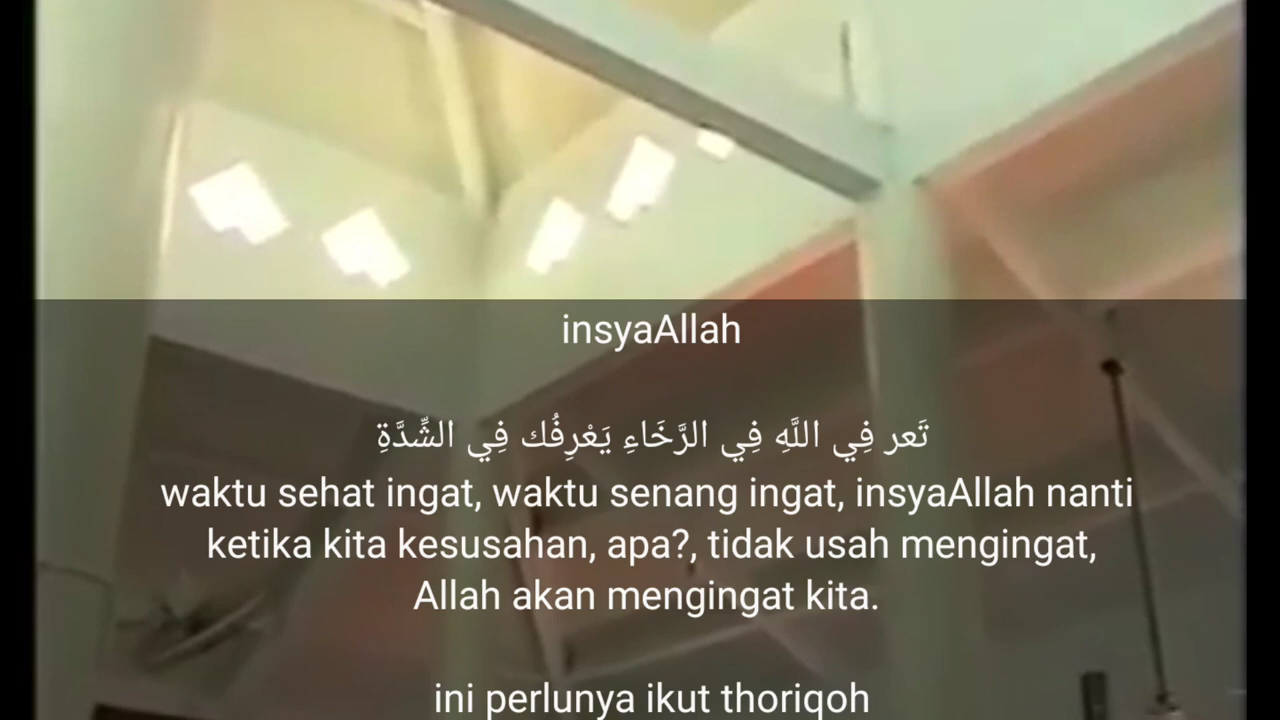 insyaAllah
تَعر فِي اللَّهِ فِي الرَّخَاءِ يَعْرِفُك فِي الشِّدَّةِ
waktu sehat ingat, waktu senang ingat, insyaAllah nanti
ketika kita kesusahan, apa?, tidak usah mengingat,
Allah akan mengingat kita.
ini perlunya ikut thoriqoh